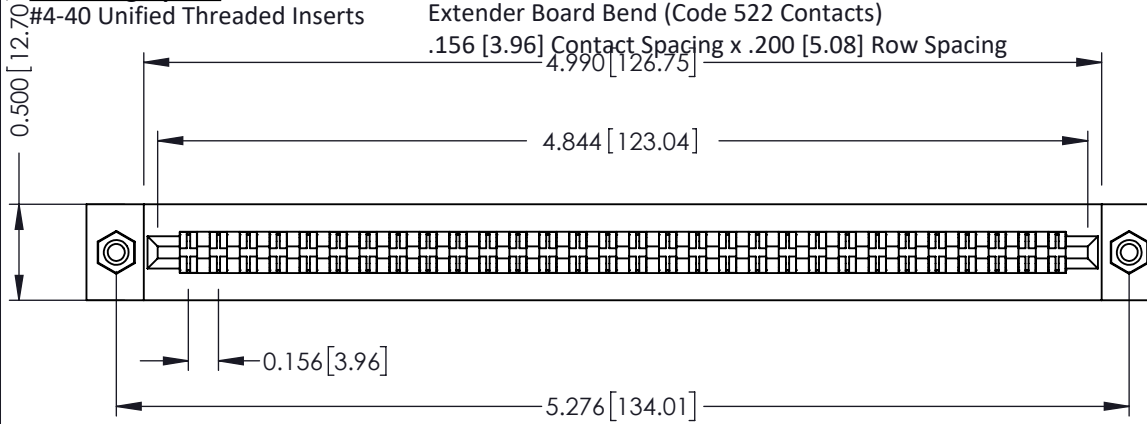 #4-40 Unified Threaded Inserts
Extender Board Bend (Code 522 Contacts)
.156 [3.96] Contact Spacing x .200 [5.08] Row Spacing
0.500 [12.70]
4.990 [126.75]
4.844 [123.04]
0.156 [3.96]
5.276 [134.01]